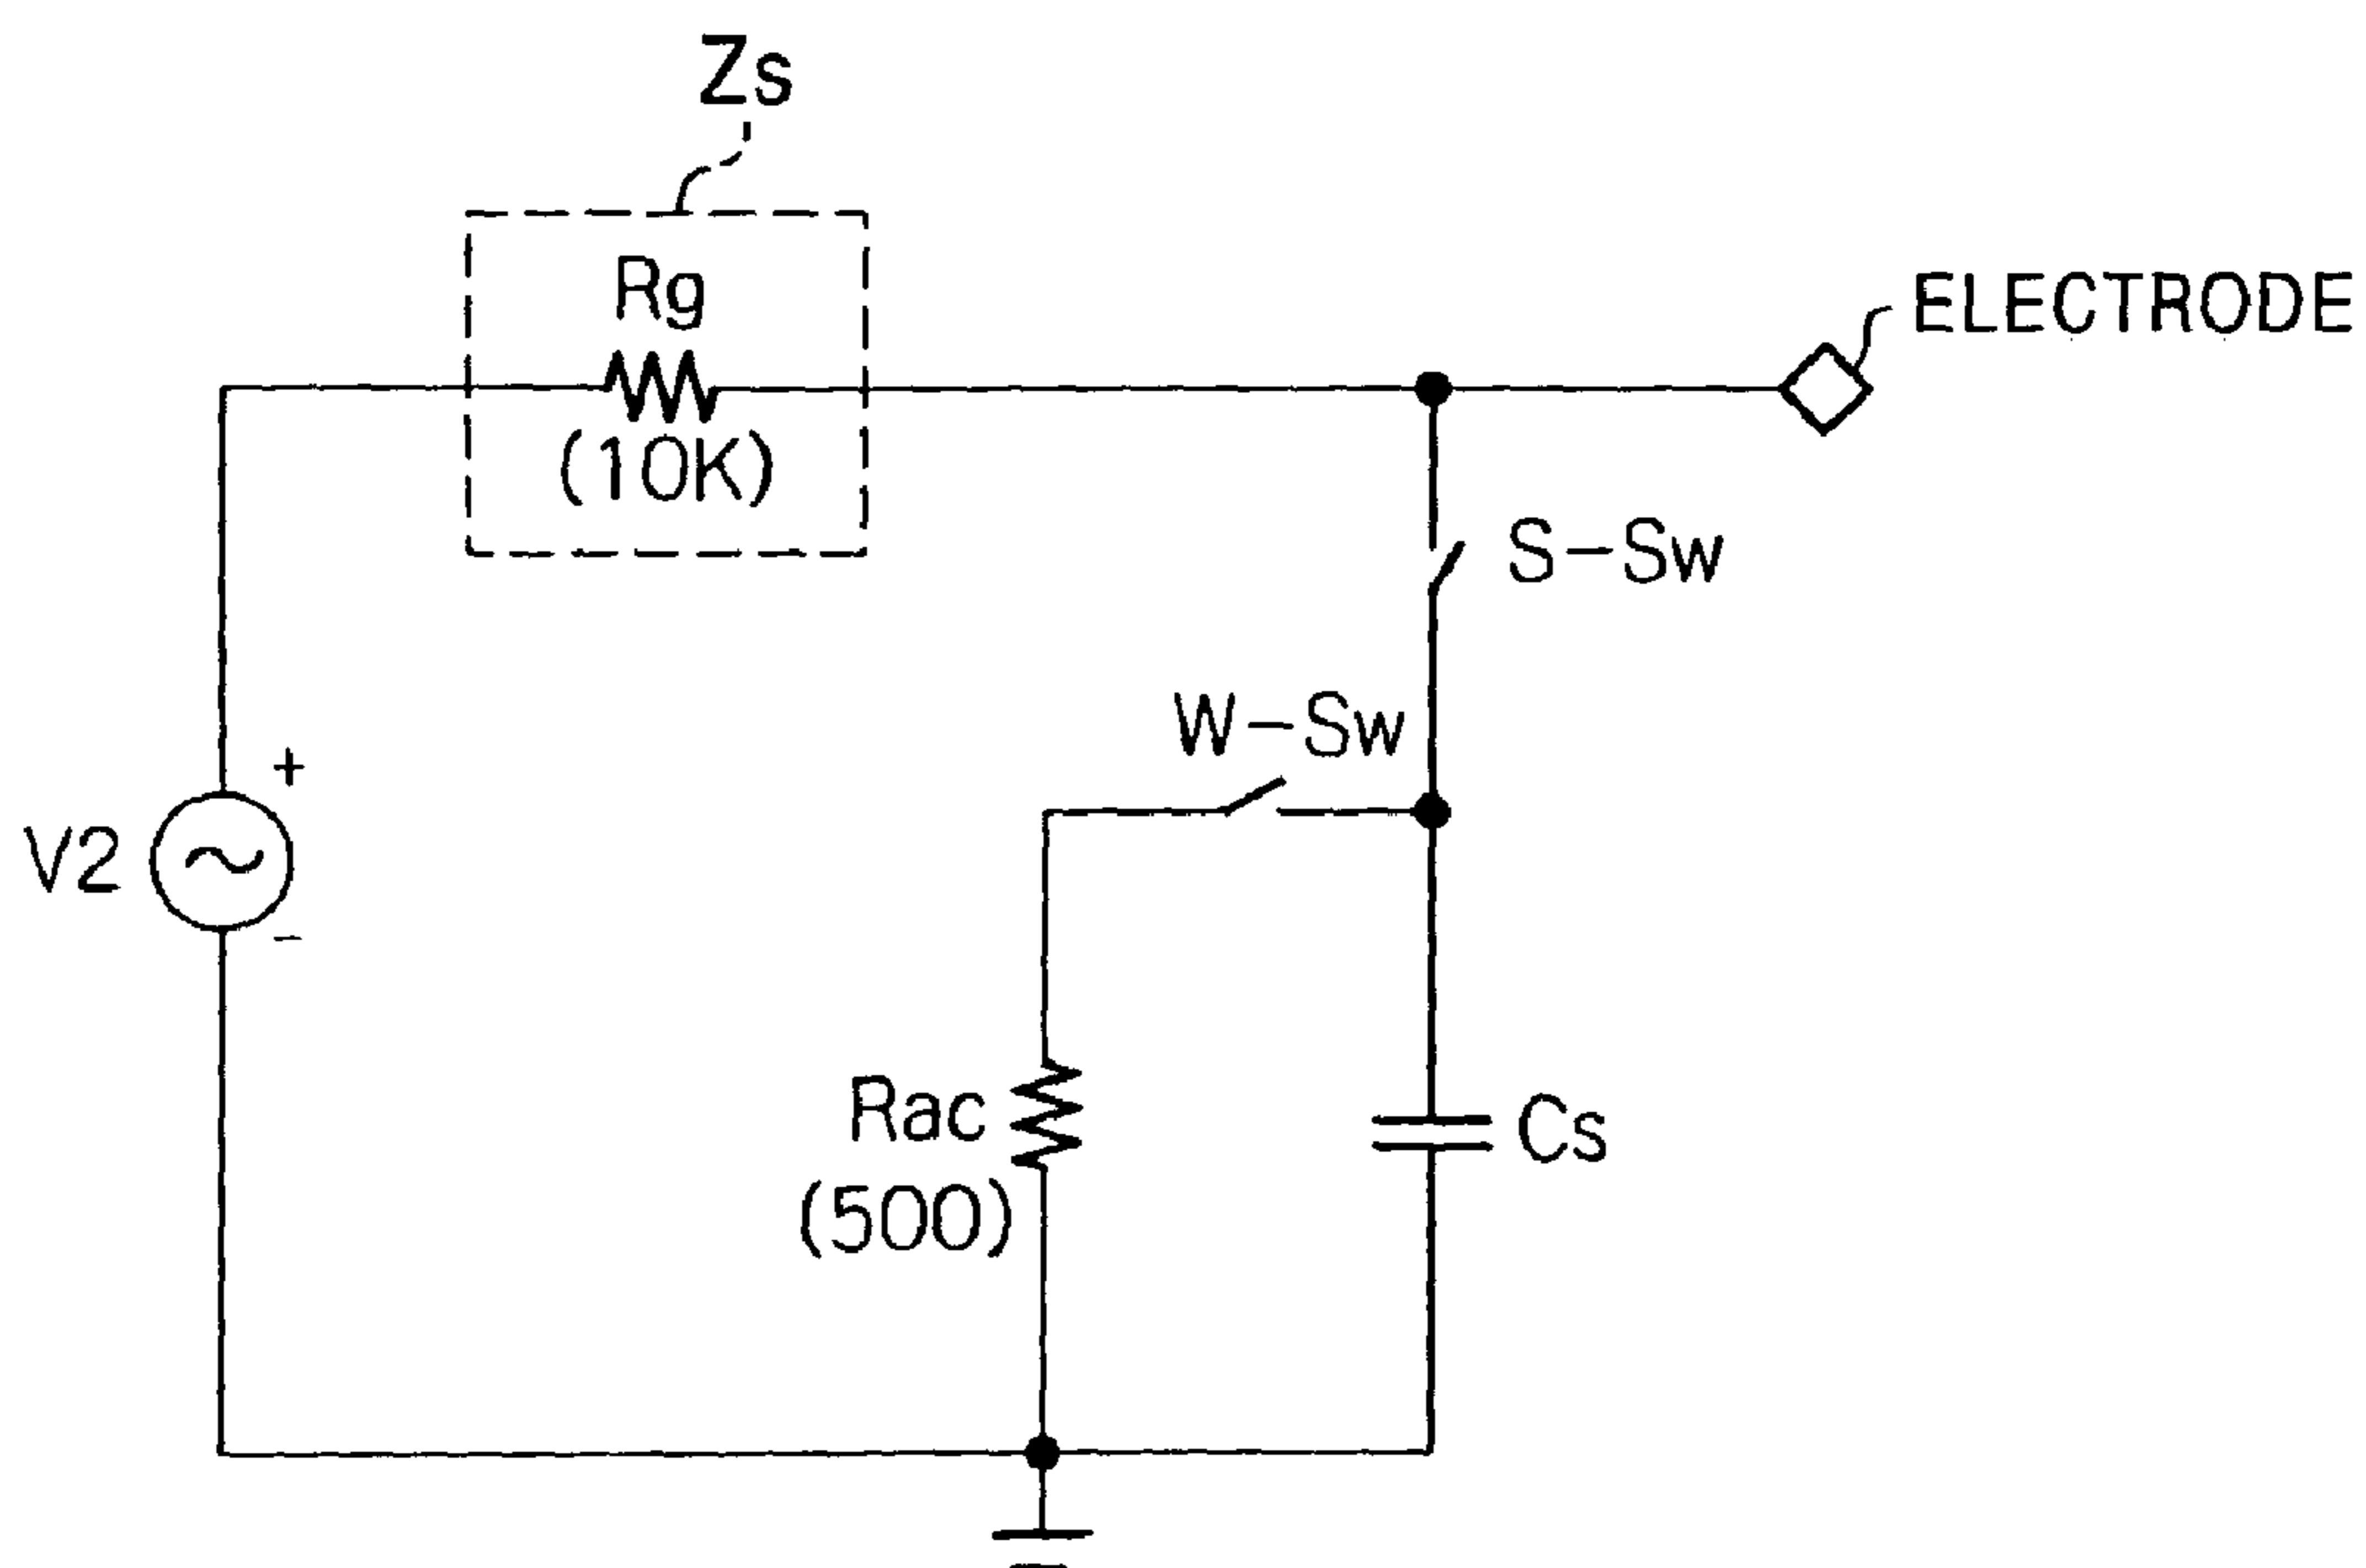 Zs
Rg
(10K)
ELECTRODE
S-Sw
W-Sw
+
V2
-
Rac
(500)
Cs